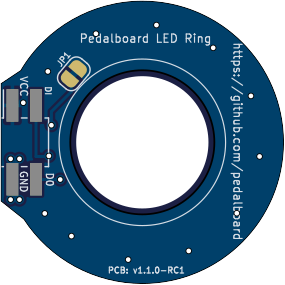 Pedalboard LED Ring
JP1
https://github.com/pedalboard
VCC
DI
GND
DO
PCB: v1.1.0-RC1